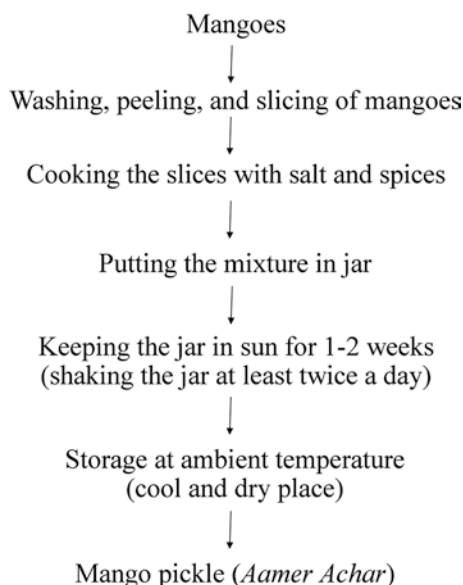 Mangoes
Washing, peeling, and slicing of mangoes
Cooking the slices with salt and spices
Putting the mixture in jar
Keeping the jar in sun for 1-2 weeks
(shaking the jar at least twice a day)
Storage at ambient temperature
(cool and dry place)
Mango pickle (Aamer Achar)